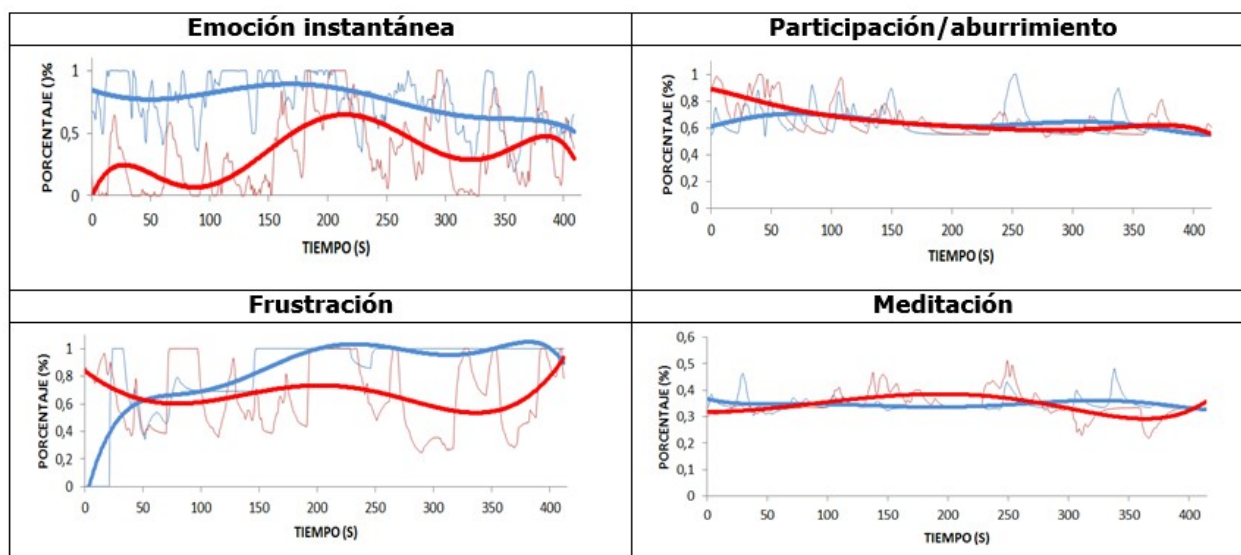 Emoción instantánea
Participación/aburrimiento
PORCENTAJE ()%
1
0,5
0
0 50 100 150 200 250 300 350 400
TIEMPO (S)
PORCENTAJE (%)
1
0,8
0,6
0,4
0,2
0
0 50 100 150 200 250 300 350 400
TIEMPO (S)
Frustración
Meditación
PORCENTAJE (%)
1
0,8
0,6
0,4
0,2
0
0 50 100 150 200 250 300 350 400
TIEMPO (S)
PORCENTAJE (%)
0,6
0,5
0,4
0,3
0,2
0,1
0
0 50 100 150 200 250 300 350 400
TIEMPO (S)